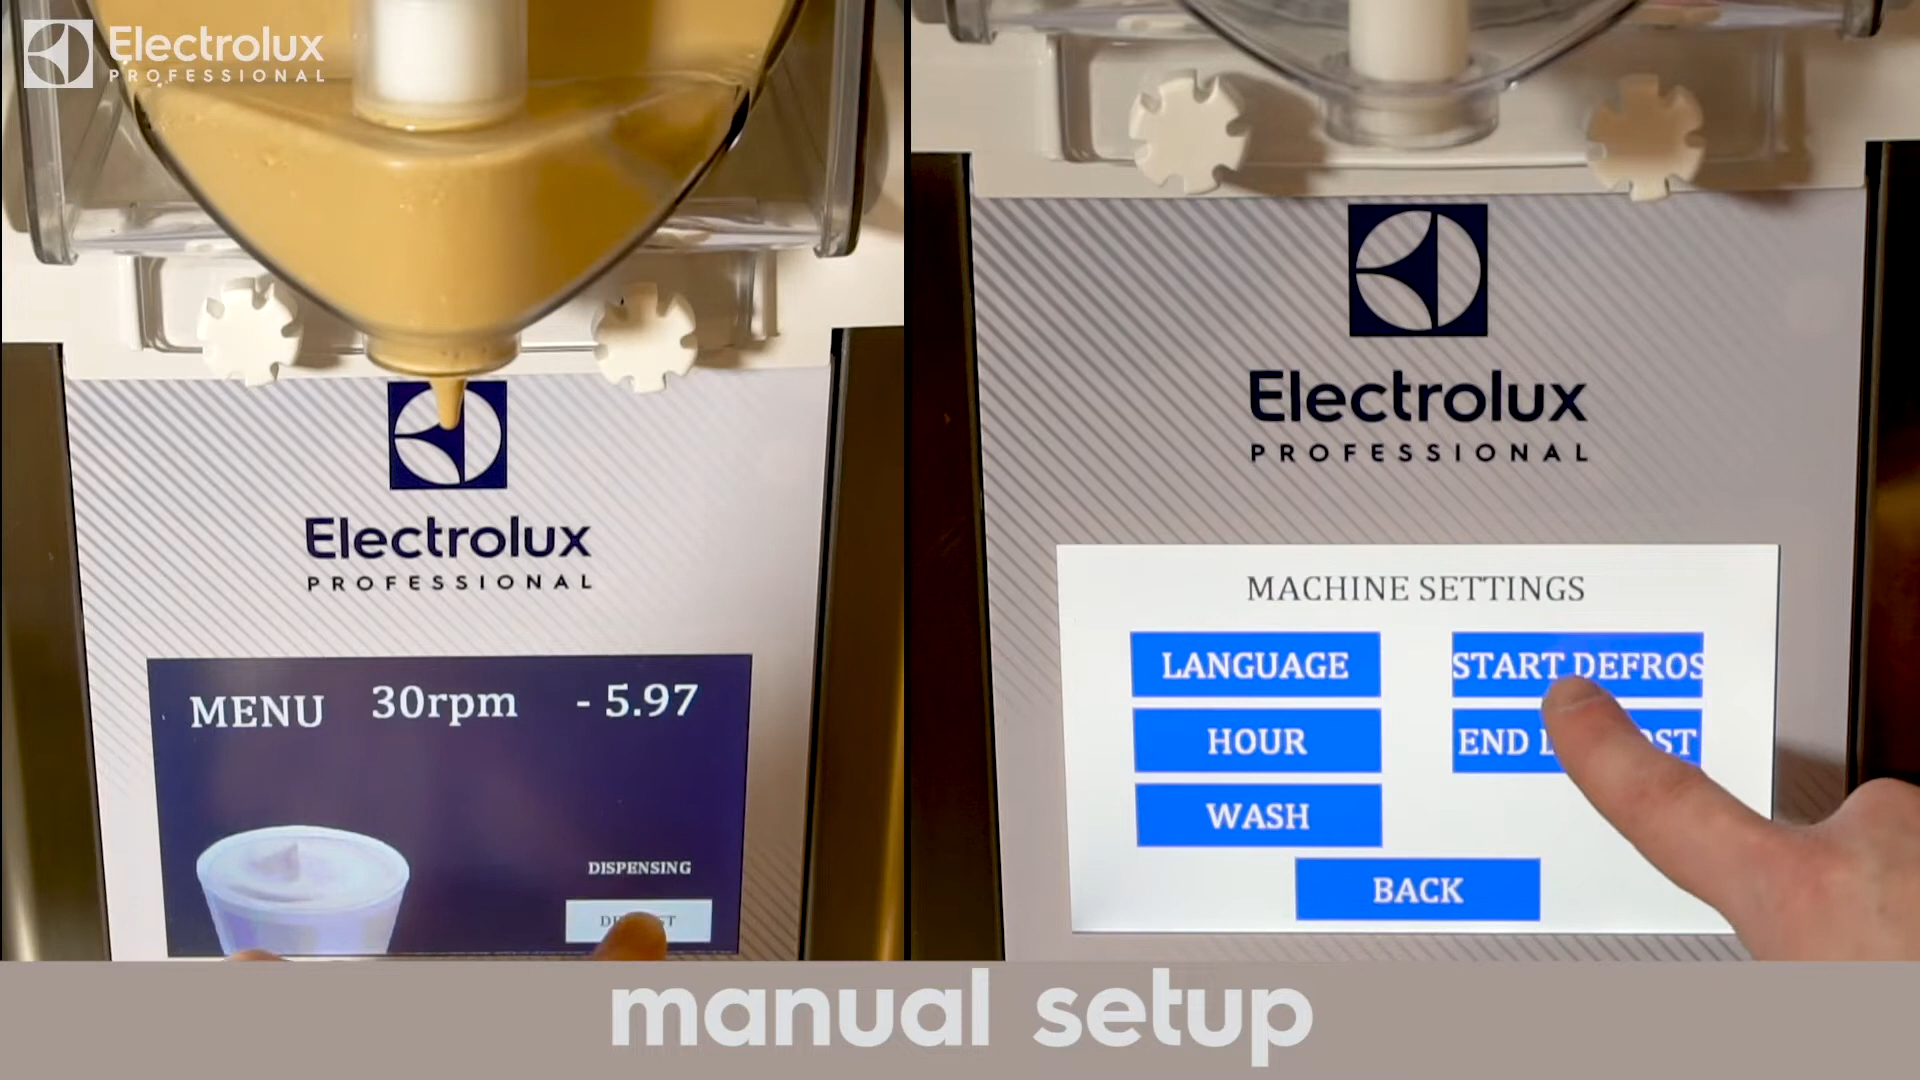 Electrolux
PROFESSIONAL
Electrolux
PROFESSIONAL
MENU 30rpm - 5.97
DISPENSING
Electrolux
PROFESSIONAL
MACHINE SETTINGS
LANGUAGE
START DEFROS
HOUR
END
WASH
BACK
manual setup